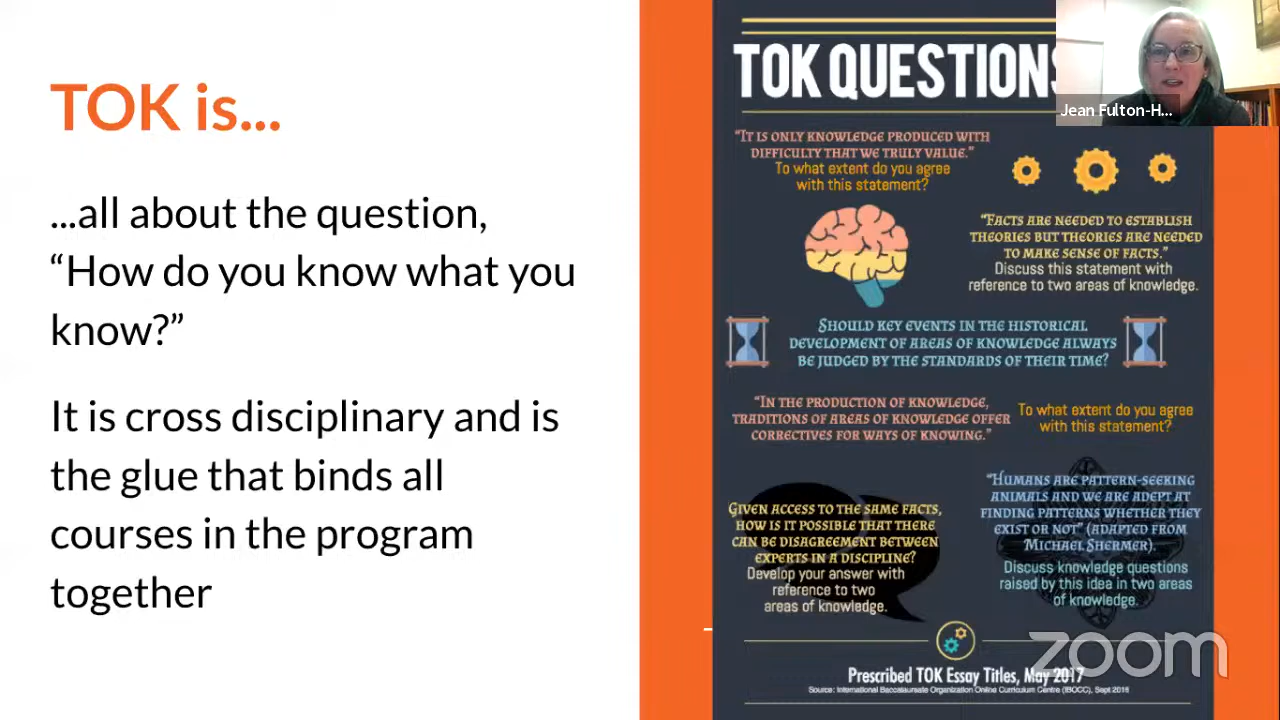 TOK is...
...all about the question,
“How do you know what you
know?”
It is cross disciplinary and is
the glue that binds all
courses in the program
together
TOK QUESTIONS
Jean Fulton-H...
“It is only knowledge produced with
difficulty that we truly value.”
To what extent do you agree
with this statement?
“Facts are needed to establish
theories but theories are needed
to make sense of facts.”
Discuss this statement with
reference to two areas of knowledge.
Should key events in the historical
development of areas of knowledge always
be judged by the standards of their time?
“In the production of knowledge,
traditions of areas of knowledge offer
correctives for ways of knowing.”
To what extent do you agree
with this statement?
Given access to the same facts,
how is it possible that there
can be disagreement between
experts in a discipline?
Develop your answer with
reference to two
areas of knowledge.
“Humans are pattern-seeking
animals and we are adept at
finding patterns whether they
exist or not” (adapted from
Michael Shermer).
Discuss knowledge questions
raised by this idea in two areas
of knowledge.
zoom
Prescribed TOK Essay Titles, May 2017
Source: International Baccalaureate Organization Online Curriculum Centre (IBOCC), Sept 2016